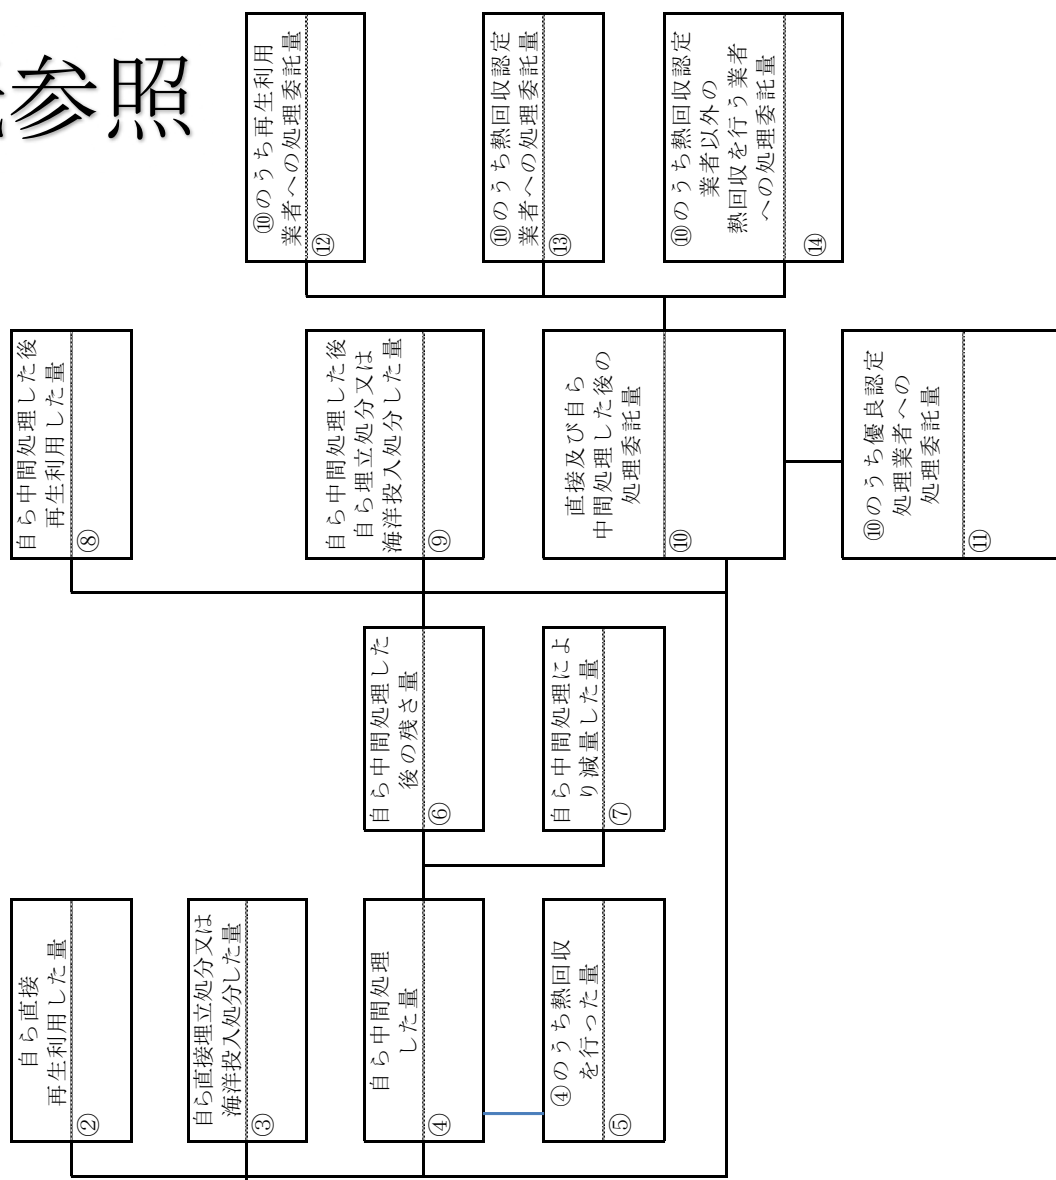 参照
自ら直接
再生利用した量
②
自ら直接埋立処分又は
海洋投入処分した量
③
自ら中間処理
した量
④
④のうち熱回収
を行った量
⑤
自ら中間処理した
後の残さ量
⑥
自ら中間処理によ
り減量した量
⑦
自ら中間処理した後
再生利用した量
⑧
自ら中間処理した後
自ら埋立処分又は
海洋投入処分した量
⑨
直接及び自ら
中間処理した後の
処理委託量
⑩
⑩のうち優良認定
処理業者への
処理委託量
⑪
⑩のうち再生利用
業者への処理委託量
⑫
⑩のうち熱回収認定
業者への処理委託量
⑬
⑩のうち熱回収認定
業者以外の
熱回収を行う業者
への処理委託量
⑭